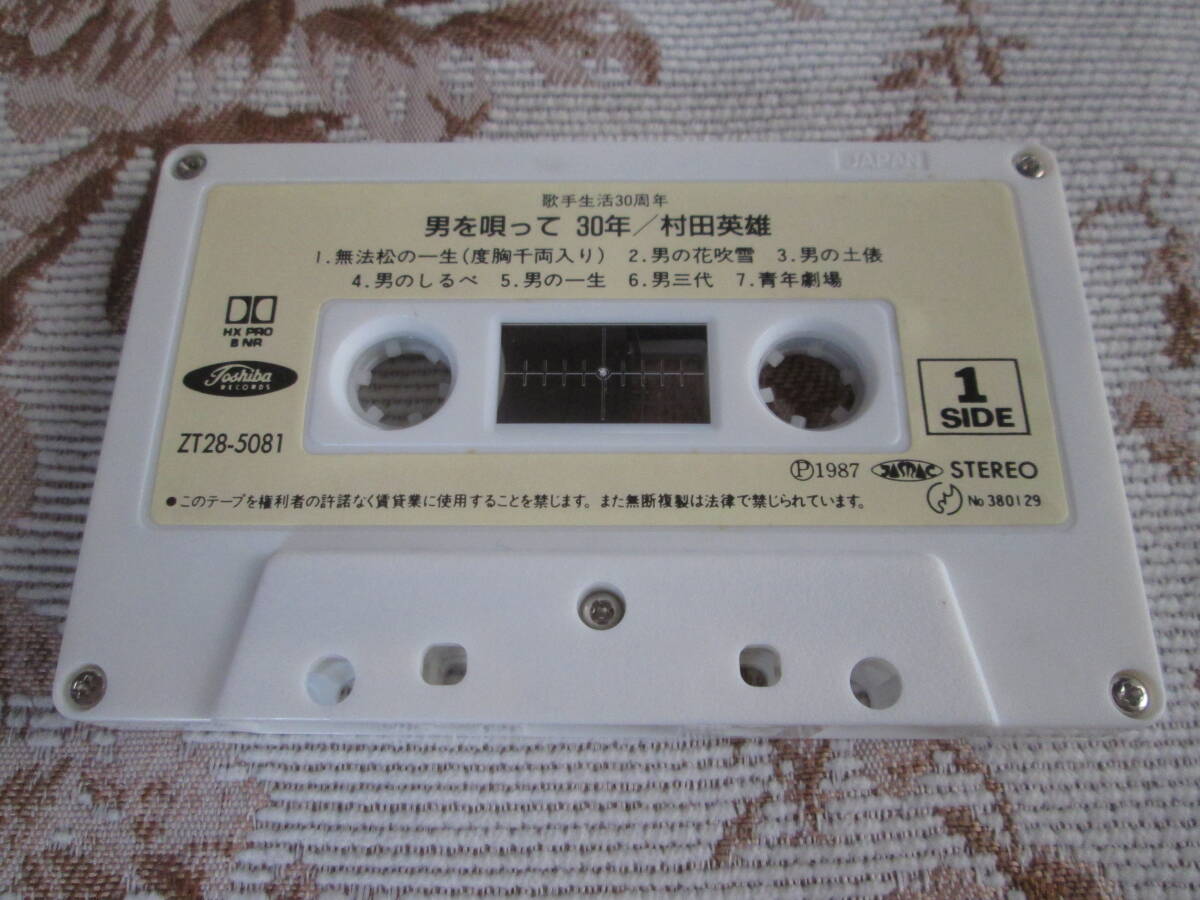 JAPAN
歌手生活30周年
男を唄って 30年／村田英雄
1.無法松の一生(度胸千両入り) 2.男の花吹雪 3.男の土俵
4.男のしるべ 5.男の一生 6.男三代 7.青年劇場
HX PRO
B NR
Toshiba
RECORDS
ZT28-5081
1
SIDE
Ⓟ1987 JASRAC STEREO
●このテープを権利者の許諾なく賃貸業に使用することを禁じます。また無断複製は法律で禁じられています。
No 380129